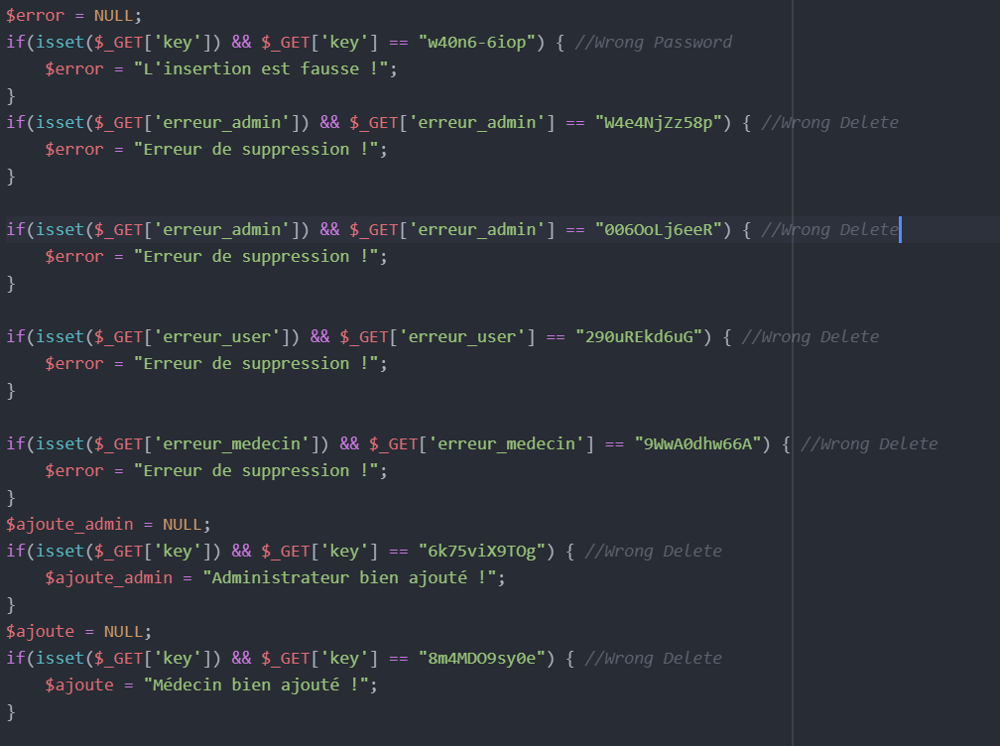 $error = NULL;
if(isset($_GET['key']) && $_GET['key'] == "w40n6-6iop") { //Wrong Password
    $error = "L'insertion est fausse !";
}
if(isset($_GET['erreur_admin']) && $_GET['erreur_admin'] == "W4e4NjZz58p") { //Wrong Delete
    $error = "Erreur de suppression !";
}

if(isset($_GET['erreur_admin']) && $_GET['erreur_admin'] == "006OoLj6eeR") { //Wrong Delete
    $error = "Erreur de suppression !";
}

if(isset($_GET['erreur_user']) && $_GET['erreur_user'] == "290uREkd6uG") { //Wrong Delete
    $error = "Erreur de suppression !";
}

if(isset($_GET['erreur_medecin']) && $_GET['erreur_medecin'] == "9WwA0dhw66A") { //Wrong Delete
    $error = "Erreur de suppression !";
}
$ajoute_admin = NULL;
if(isset($_GET['key']) && $_GET['key'] == "6k75viX9TOg") { //Wrong Delete
    $ajoute_admin = "Administrateur bien ajouté !";
}
$ajoute = NULL;
if(isset($_GET['key']) && $_GET['key'] == "8m4MDO9sy0e") { //Wrong Delete
    $ajoute = "Médecin bien ajouté !";
}